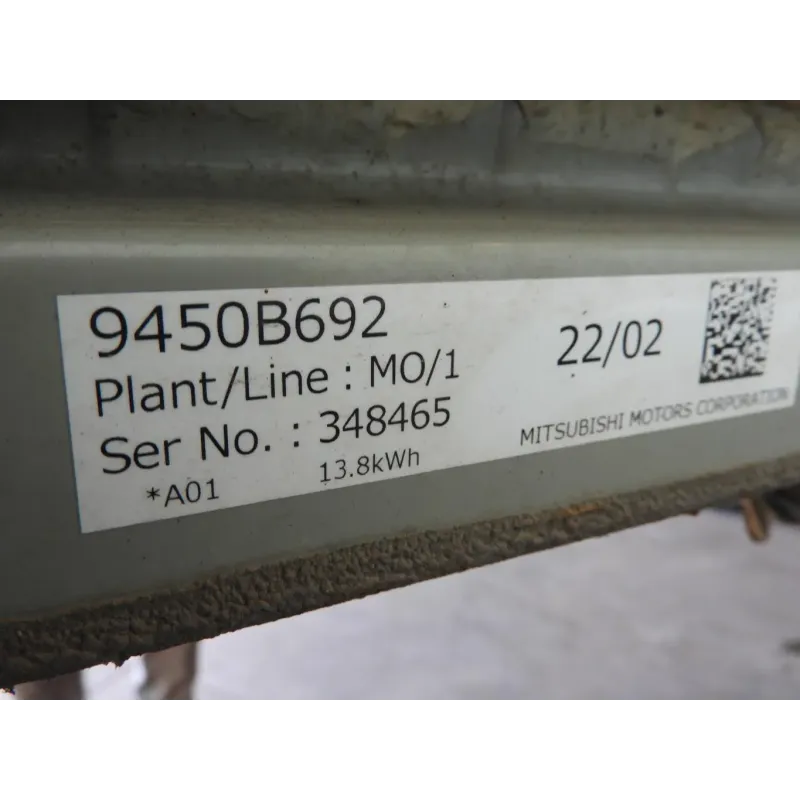 9450B692
22/02
Plant/Line : MO/1
Ser No. : 348465
MITSUBISHI MOTORS CORPORATION
*A01
13.8kWh